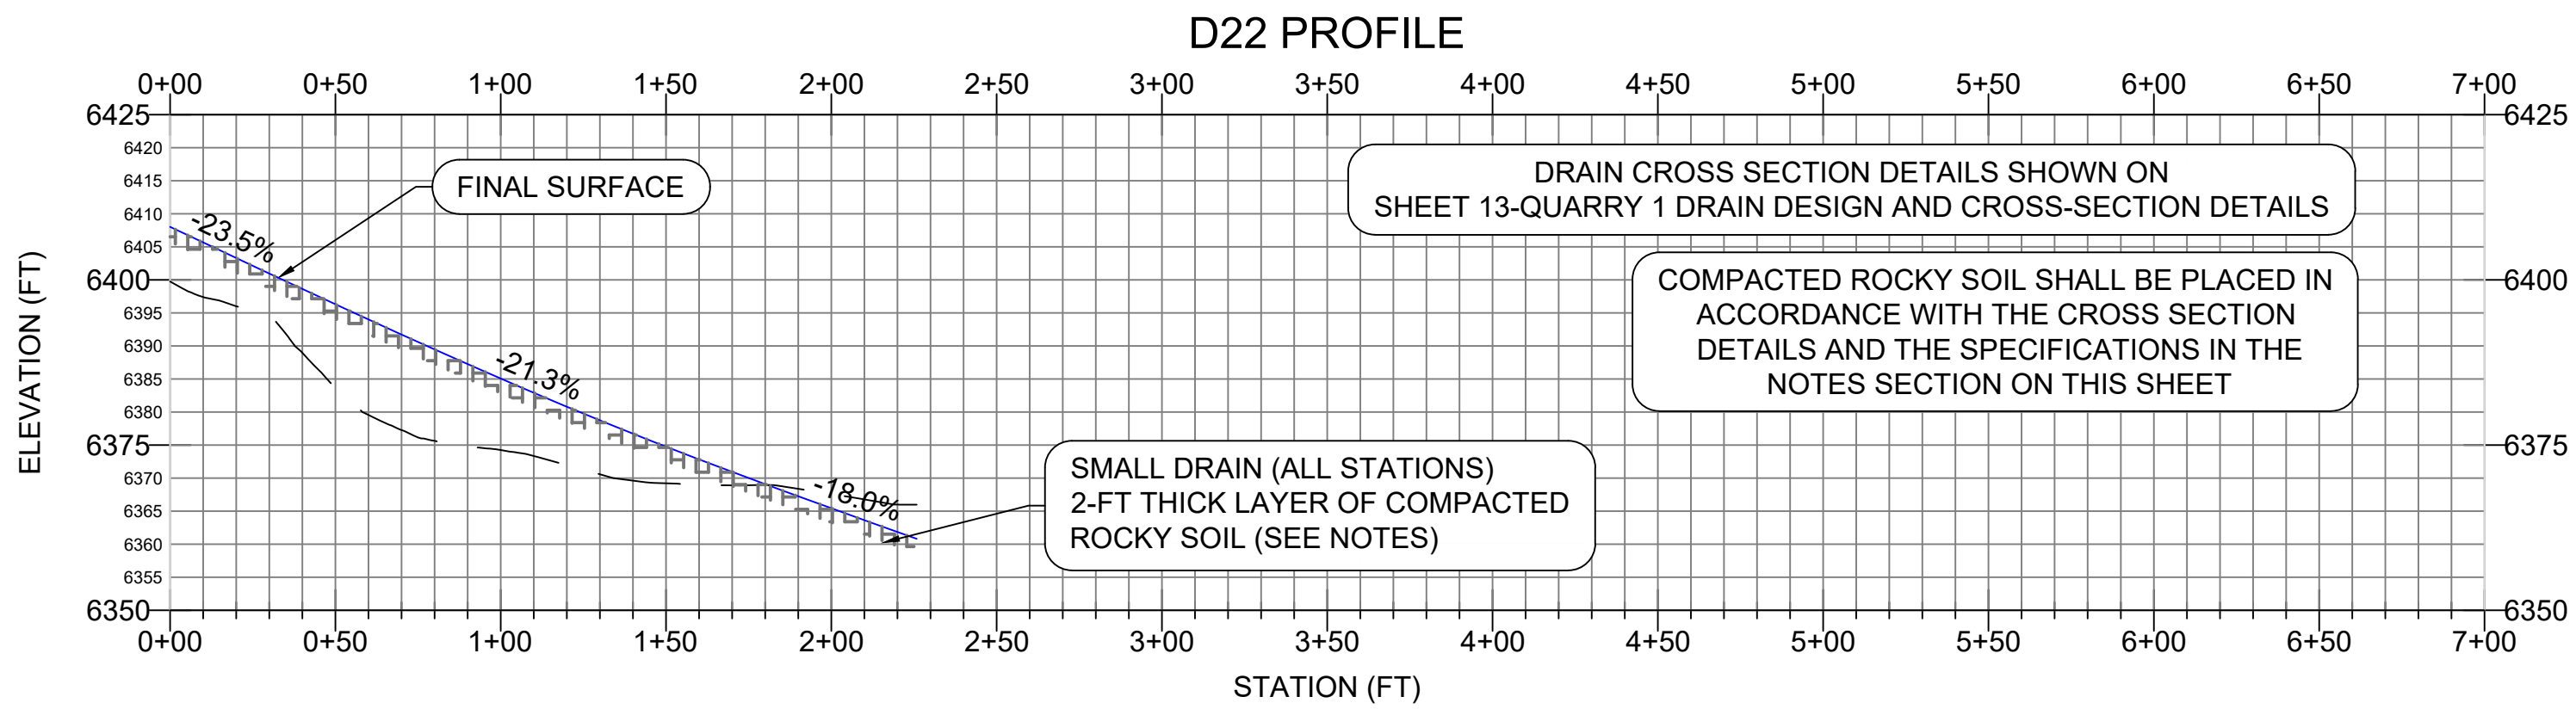 D22 PROFILE
0+00 0+50 1+00 1+50 2+00 2+50 3+00 3+50 4+00 4+50 5+00 5+50 6+00 6+50 7+00
6425 6425
6420
6415
6410
6405
6400 6400
6395
6390
6385
6380
6375 6375
6370
6365
6360
6355
6350 6350
ELEVATION (FT)
FINAL SURFACE
-23.5%
-21.3%
-18.0%
DRAIN CROSS SECTION DETAILS SHOWN ON
SHEET 13-QUARRY 1 DRAIN DESIGN AND CROSS-SECTION DETAILS
COMPACTED ROCKY SOIL SHALL BE PLACED IN
ACCORDANCE WITH THE CROSS SECTION
DETAILS AND THE SPECIFICATIONS IN THE
NOTES SECTION ON THIS SHEET
SMALL DRAIN (ALL STATIONS)
2-FT THICK LAYER OF COMPACTED
ROCKY SOIL (SEE NOTES)
0+00 0+50 1+00 1+50 2+00 2+50 3+00 3+50 4+00 4+50 5+00 5+50 6+00 6+50 7+00
STATION (FT)